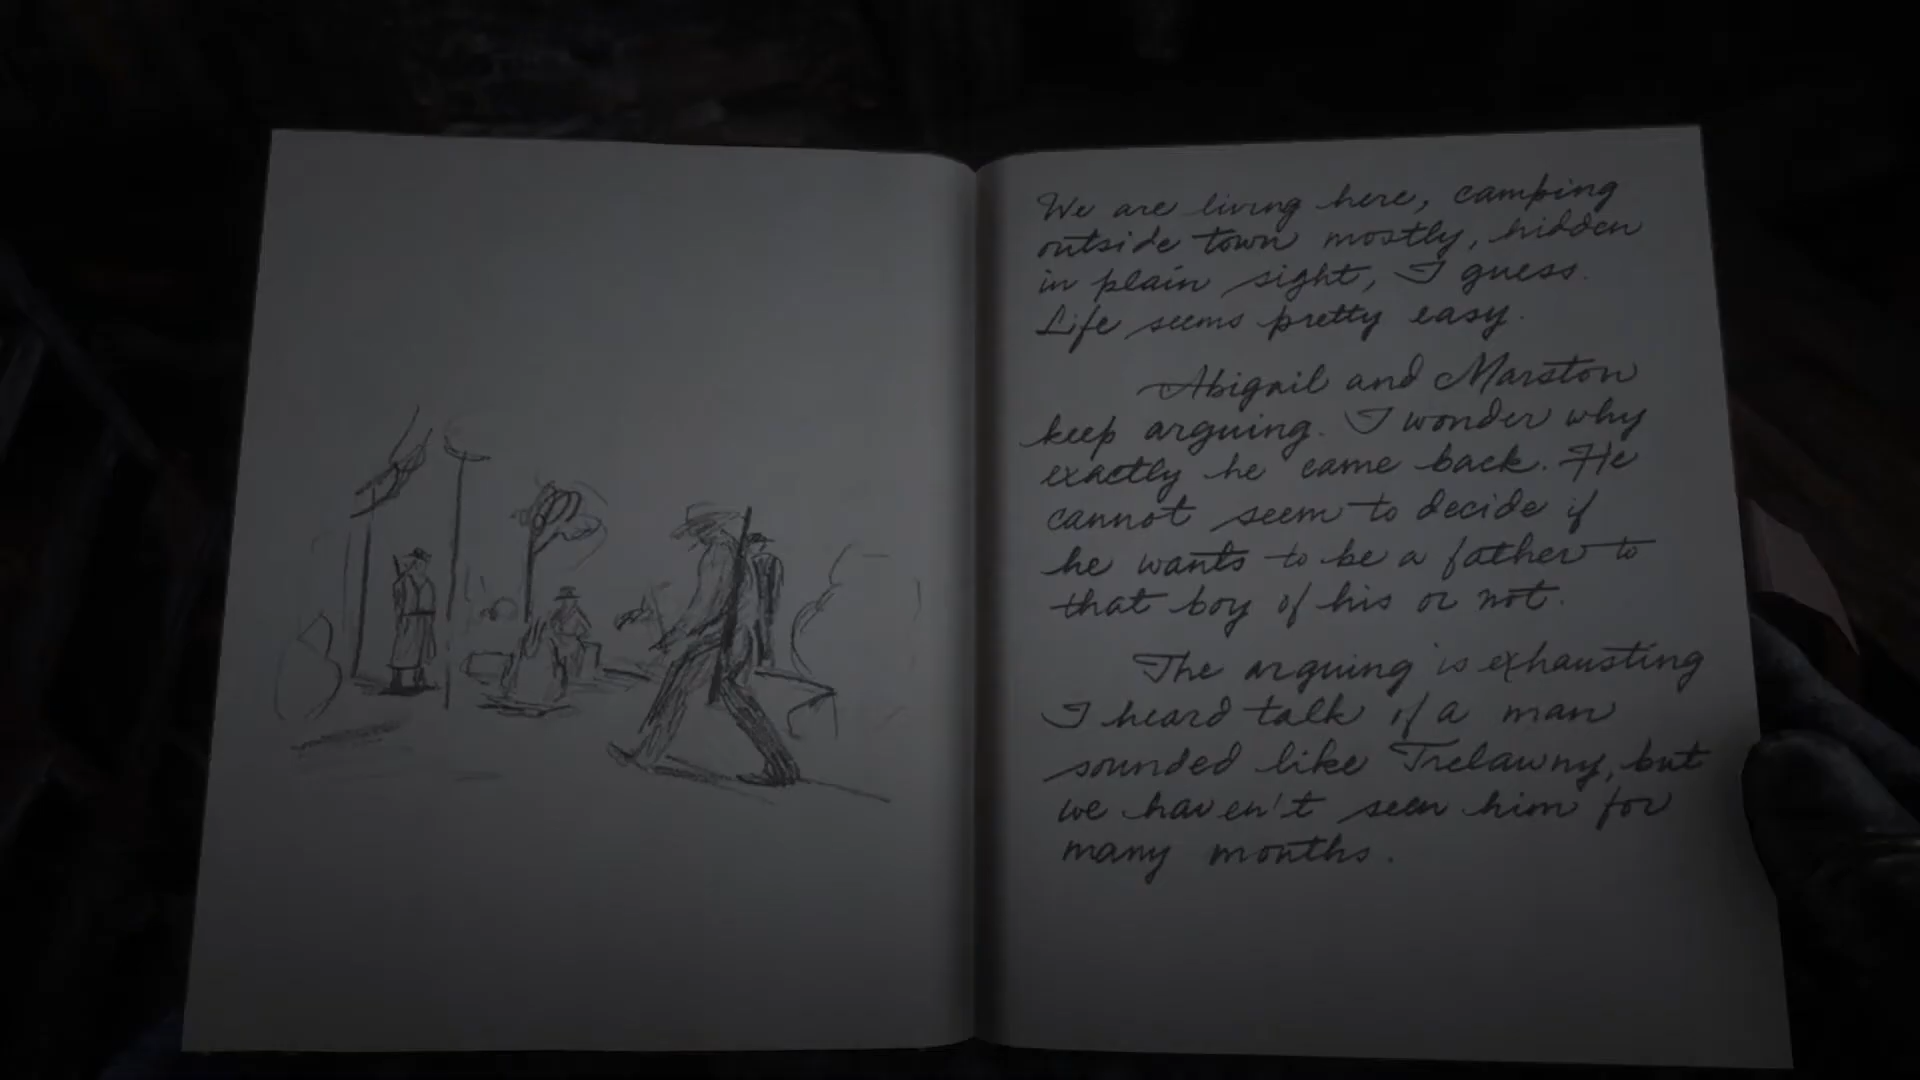 We are living here, camping
outside town mostly, hidden
in plain sight, I guess.
Life seems pretty easy.
Abigail and Marston
keep arguing. I wonder why
exactly he came back. He
cannot seem to decide if
he wants to be a father to
that boy of his or not.
The arguing is exhausting
I heard talk of a man
sounded like Trelawny, but
we haven't seen him for
many months.